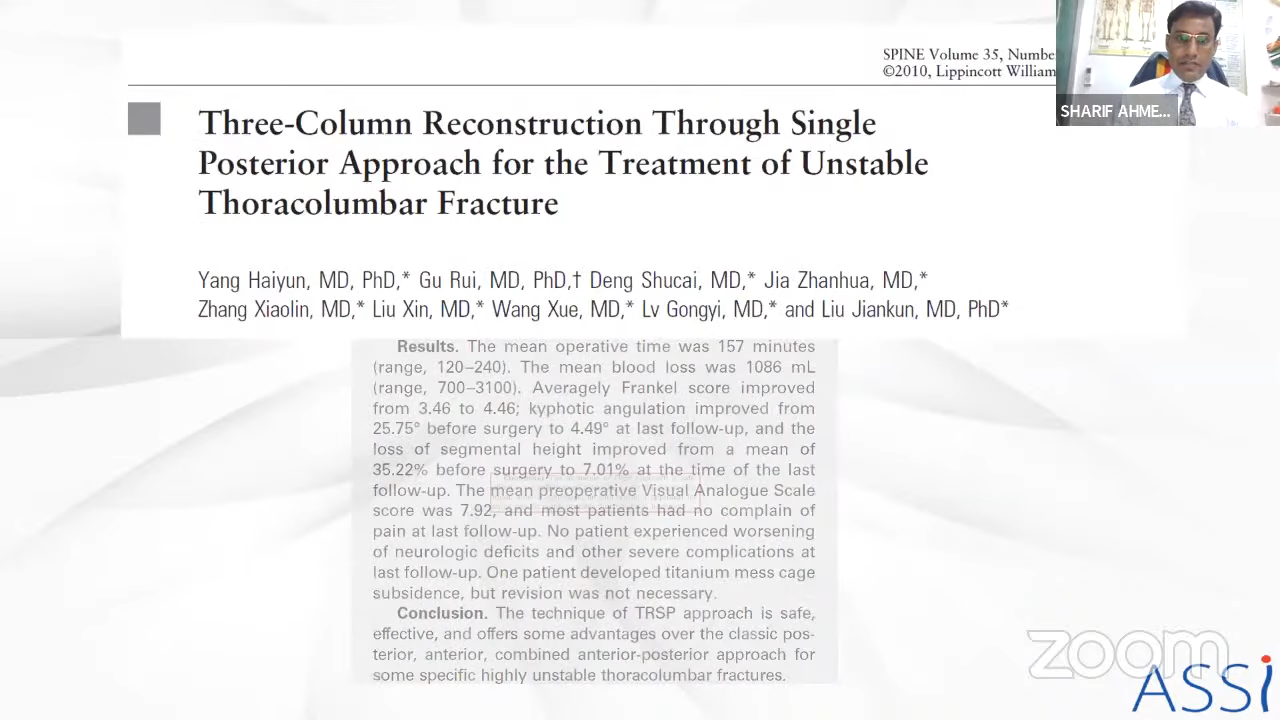 SPINE Volume 35, Number
©2010, Lippincott William
SHARIF AHME...
Three-Column Reconstruction Through Single
Posterior Approach for the Treatment of Unstable
Thoracolumbar Fracture
Yang Haiyun, MD, PhD,* Gu Rui, MD, PhD,† Deng Shucai, MD,* Jia Zhanhua, MD,*
Zhang Xiaolin, MD,* Liu Xin, MD,* Wang Xue, MD,* Lv Gongyi, MD,* and Liu Jiankun, MD, PhD*
Results. The mean operative time was 157 minutes
(range, 120–240). The mean blood loss was 1086 mL
(range, 700–3100). Averagely Frankel score improved
from 3.46 to 4.46; kyphotic angulation improved from
25.75° before surgery to 4.49° at last follow-up, and the
loss of segmental height improved from a mean of
35.22% before surgery to 7.01% at the time of the last
follow-up. The mean preoperative Visual Analogue Scale
score was 7.92, and most patients had no complain of
pain at last follow-up. No patient experienced worsening
of neurologic deficits and other severe complications at
last follow-up. One patient developed titanium mess cage
subsidence, but revision was not necessary.
Conclusion. The technique of TRSP approach is safe,
effective, and offers some advantages over the classic pos-
terior, anterior, combined anterior-posterior approach for
some specific highly unstable thoracolumbar fractures.
zoom
ASSi